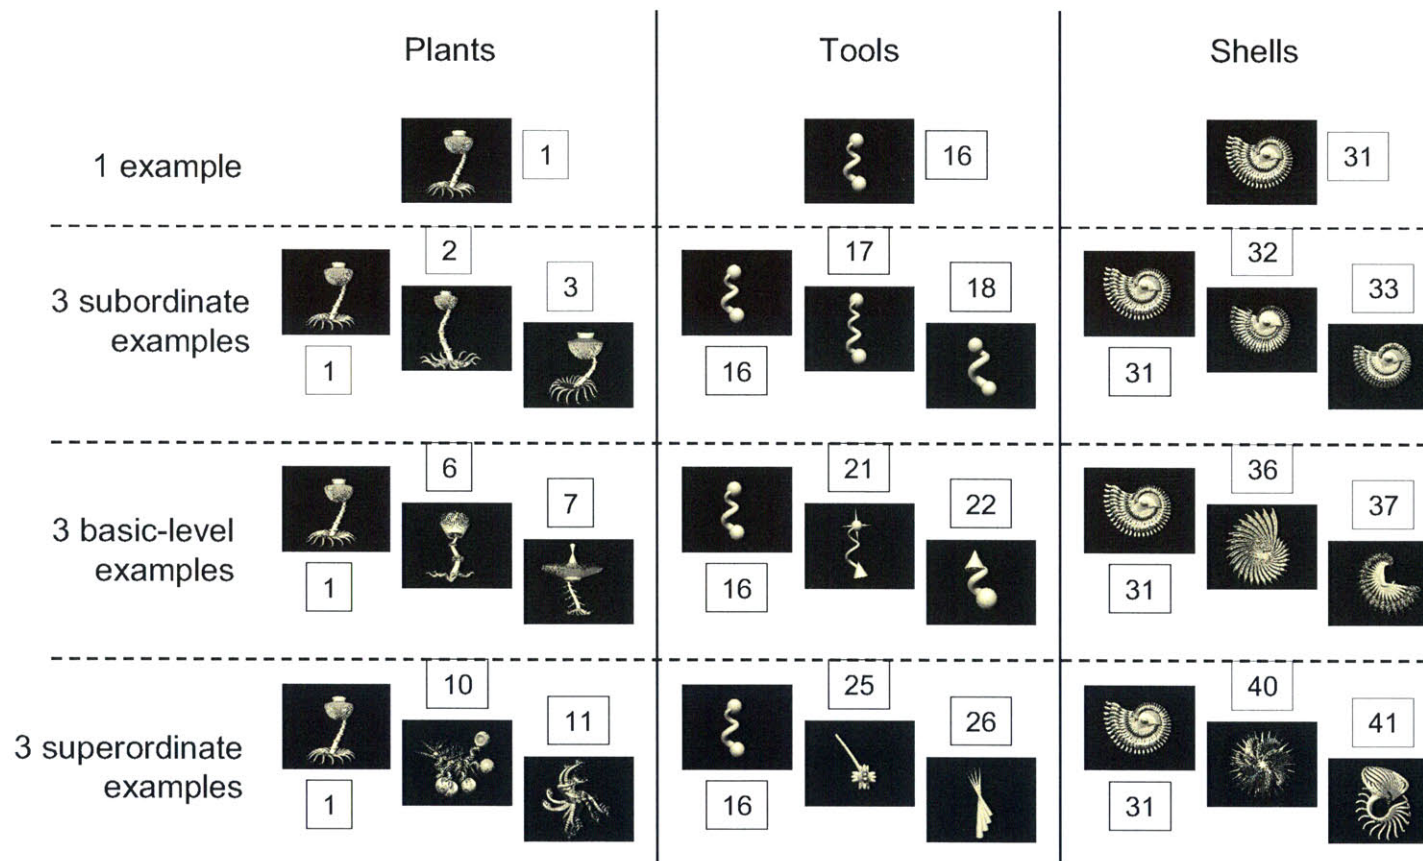 Plants Tools Shells
1 example 1 16 31
2 17 32
3 subordinate examples 3 18 33
1 16 31
6 21 36
3 basic-level examples 7 22 37
1 16 31
10 25 40
3 superordinate examples 11 26 41
1 16 31